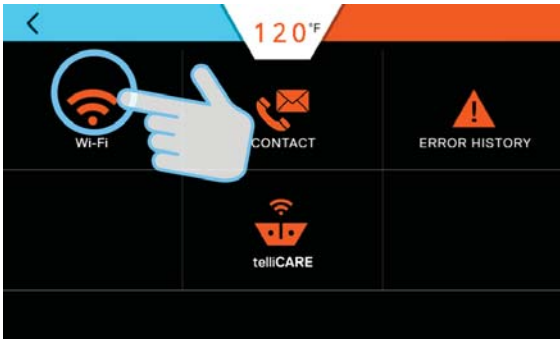 120°F
Wi-Fi
CONTACT
ERROR HISTORY
telliCARE